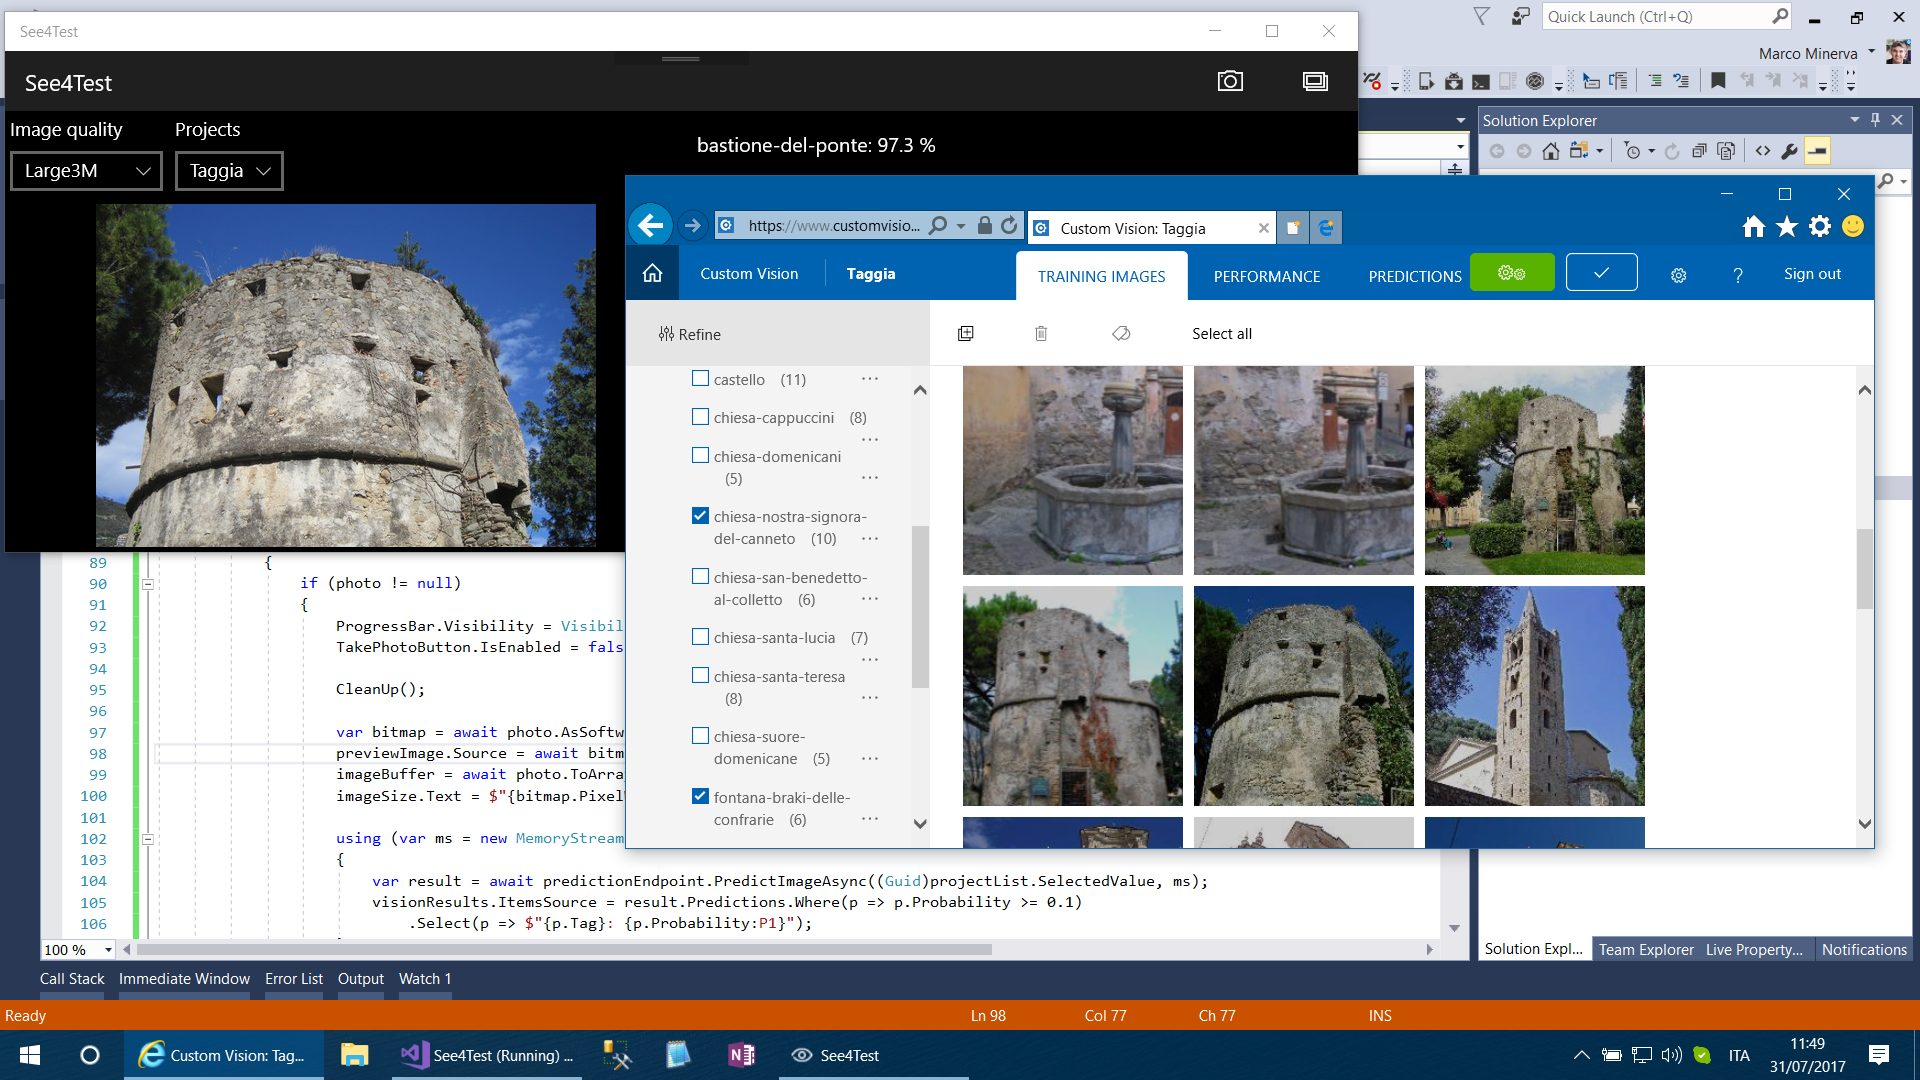 See4Test
See4Test
Image quality
Projects
Large3M
Taggia
bastione-del-ponte: 97.3 %
Quick Launch (Ctrl+Q)
Marco Minerva
Solution Explorer
https://www.customvisio...
Custom Vision: Taggia
Custom Vision
Taggia
TRAINING IMAGES
PERFORMANCE
PREDICTIONS
?
Sign out
Refine
Select all
castello (11)
chiesa-cappuccini (8)
chiesa-domenicani
(5)
chiesa-nostra-signora-
del-canneto (10)
chiesa-san-benedetto-
al-colletto (6)
chiesa-santa-lucia (7)
chiesa-santa-teresa
(8)
chiesa-suore-
domenicane (5)
fontana-braki-delle-
confrarie (6)
89 {
90 if (photo != null)
91 {
92 ProgressBar.Visibility = Visibil
93 TakePhotoButton.IsEnabled = fals
94
95 CleanUp();
96
97 var bitmap = await photo.AsSoftw
98 previewImage.Source = await bitm
99 imageBuffer = await photo.ToArra
100 imageSize.Text = $"{bitmap.Pixel
101
102 using (var ms = new MemoryStream
103 {
104 var result = await predictionEndpoint.PredictImageAsync((Guid)projectList.SelectedValue, ms);
105 visionResults.ItemsSource = result.Predictions.Where(p => p.Probability >= 0.1)
106 .Select(p => $"{p.Tag}: {p.Probability:P1}");
100 %
Solution Expl...
Team Explorer
Live Property...
Notifications
Call Stack
Immediate Window
Error List
Output
Watch 1
Ready
Ln 98
Col 77
Ch 77
INS
Custom Vision: Tag...
See4Test (Running) ...
See4Test
ITA
11:49
31/07/2017